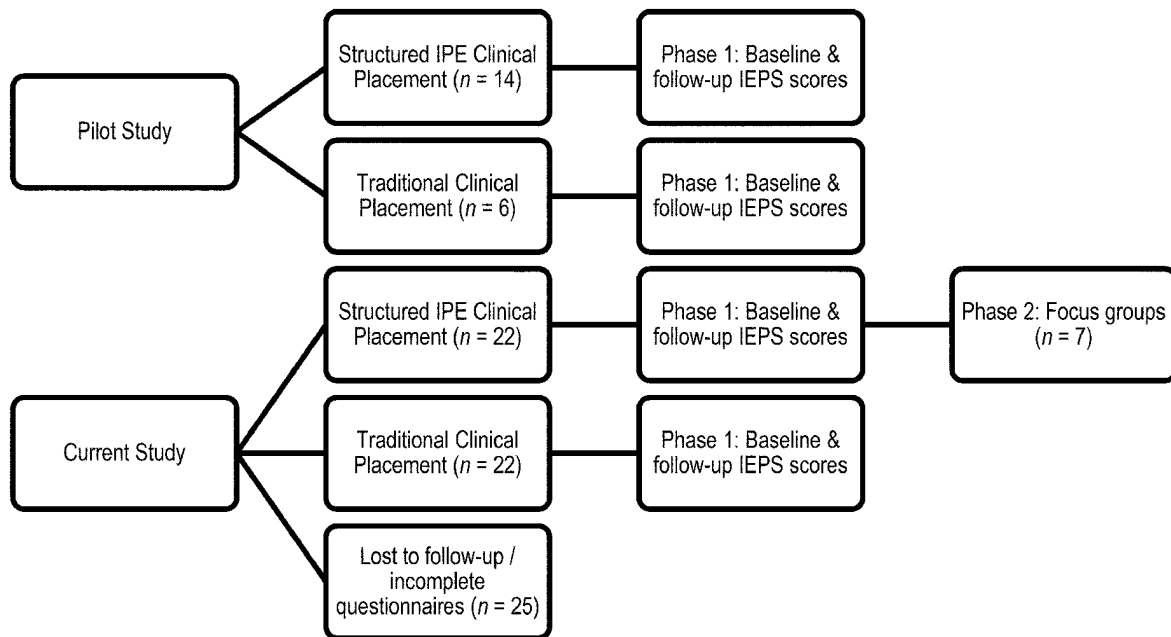 Pilot Study
Structured IPE Clinical
Placement (n = 14)
Phase 1: Baseline &
follow-up IEPS scores
Traditional Clinical
Placement (n = 6)
Phase 1: Baseline &
follow-up IEPS scores
Current Study
Structured IPE Clinical
Placement (n = 22)
Phase 1: Baseline &
follow-up IEPS scores
Phase 2: Focus groups
(n = 7)
Traditional Clinical
Placement (n = 22)
Phase 1: Baseline &
follow-up IEPS scores
Lost to follow-up /
incomplete
questionnaires (n = 25)